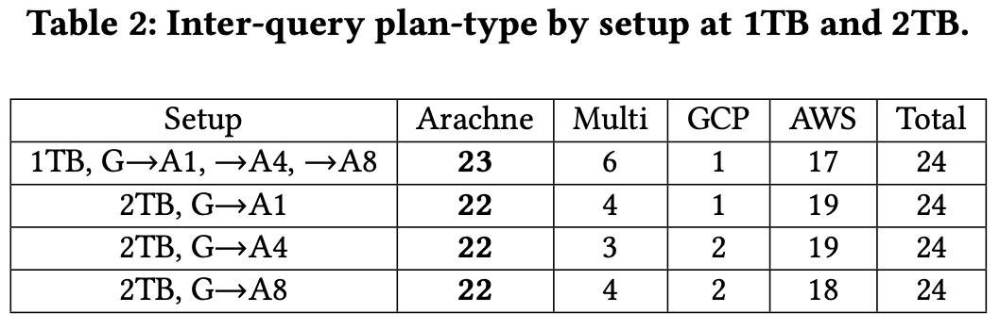 Table 2: Inter-query plan-type by setup at 1TB and 2TB.
Setup Arachne Multi GCP AWS Total
1TB, G→A1, →A4, →A8 23 6 1 17 24
2TB, G→A1 22 4 1 19 24
2TB, G→A4 22 3 2 19 24
2TB, G→A8 22 4 2 18 24